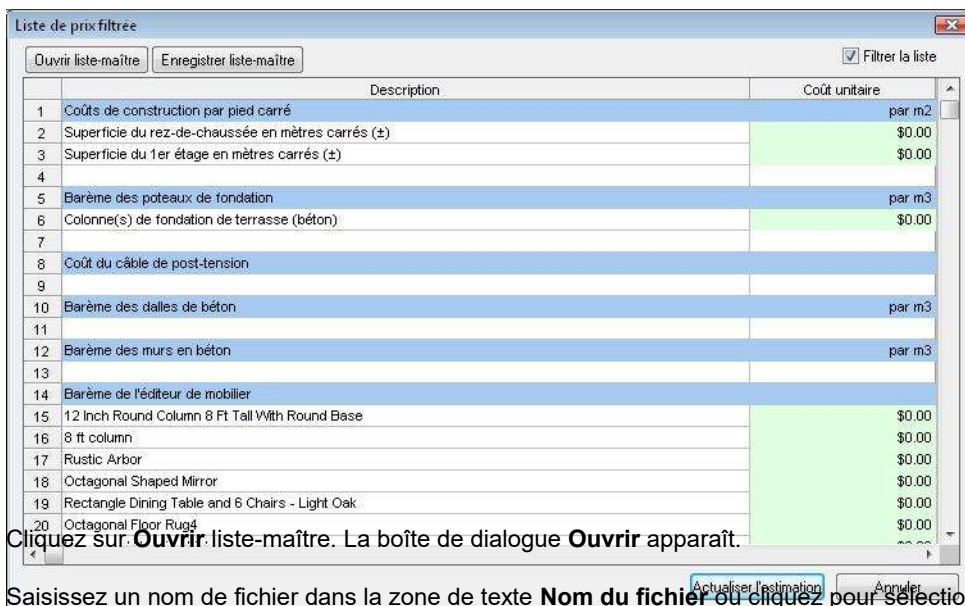 Liste de prix filtrée
Ouvrir liste-maître Enregistrer liste-maître Filtrer la liste
Description Coût unitaire
1 Coûts de construction par pied carré par m2
2 Superficie du rez-de-chaussée en mètres carrés (±) $0.00
3 Superficie du 1er étage en mètres carrés (±) $0.00
4
5 Barème des poteaux de fondation par m3
6 Colonne(s) de fondation de terrasse (béton) $0.00
7
8 Coût du câble de post-tension
9
10 Barème des dalles de béton par m3
11
12 Barème des murs en béton par m3
13
14 Barème de l'éditeur de mobilier
15 12 Inch Round Column 8 Ft Tall With Round Base $0.00
16 8 ft column $0.00
17 Rustic Arbor $0.00
18 Octagonal Shaped Mirror $0.00
19 Rectangle Dining Table and 6 Chairs - Light Oak $0.00
20 Octagonal Floor Rug4 $0.00
Cliquez sur Ouvrir liste-maître. La boîte de dialogue Ouvrir apparaît.
Actualiser l'estimation Annuler
Saisissez un nom de fichier dans la zone de texte Nom du fichier ou cliquez pour sélectio